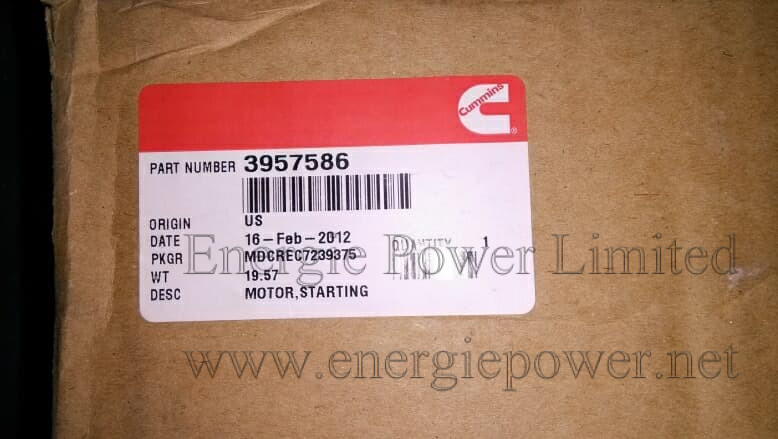 Cummins
®
PART NUMBER 3957586
ORIGIN US
DATE 16-Feb-2012 QUANTITY 1
PKGR MDCREC7239375
WT 19.57
DESC MOTOR,STARTING
Energie Power Limited
www.energiepower.net